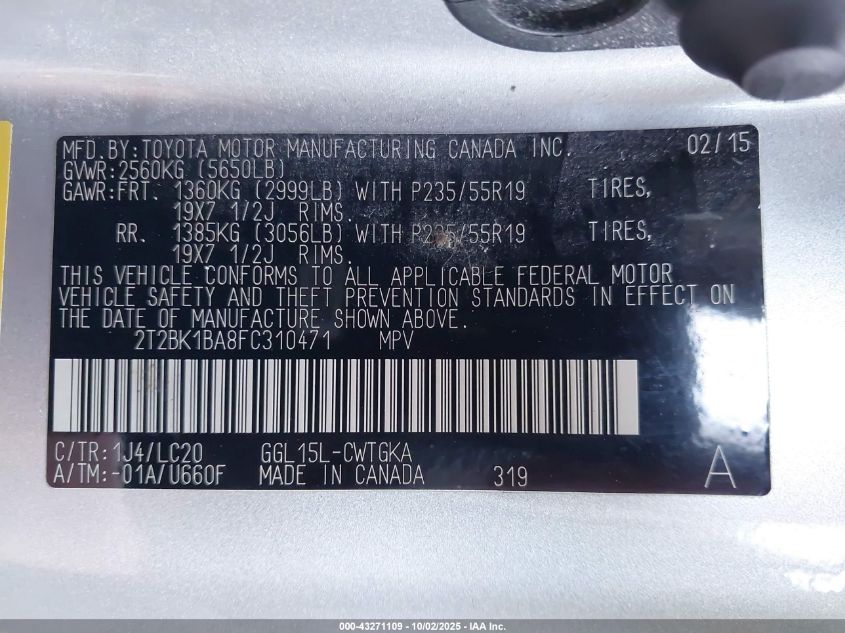 MFD.BY:TOYOTA MOTOR MANUFACTURING CANADA INC. 02/15
GVWR:2560KG (5650LB)
GAWR:FRT. 1360KG (2999LB) WITH P235/55R19 TIRES,
19X7 1/2J RIMS.
RR. 1385KG (3056LB) WITH P235/55R19 TIRES,
19X7 1/2J RIMS.
THIS VEHICLE CONFORMS TO ALL APPLICABLE FEDERAL MOTOR
VEHICLE SAFETY AND THEFT PREVENTION STANDARDS IN EFFECT ON
THE DATE OF MANUFACTURE SHOWN ABOVE.
2T2BK1BA8FC310471 MPV
C/TR:1J4/LC20 GGL15L-CWTGKA
A/TM:-01A/U660F MADE IN CANADA 319 A
000-43271109 - 10/02/2025 - IAA Inc.